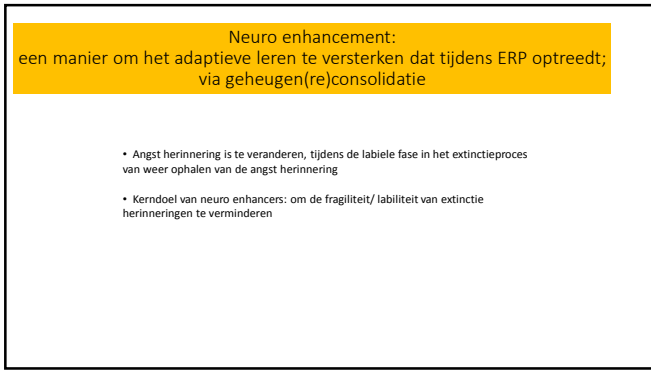 Neuro enhancement:
een manier om het adaptieve leren te versterken dat tijdens ERP optreedt;
via geheugen(re)consolidatie
• Angst herinnering is te veranderen, tijdens de labiele fase in het extinctieproces
van weer ophalen van de angst herinnering
• Kerndoel van neuro enhancers: om de fragiliteit/ labiliteit van extinctie
herinneringen te verminderen